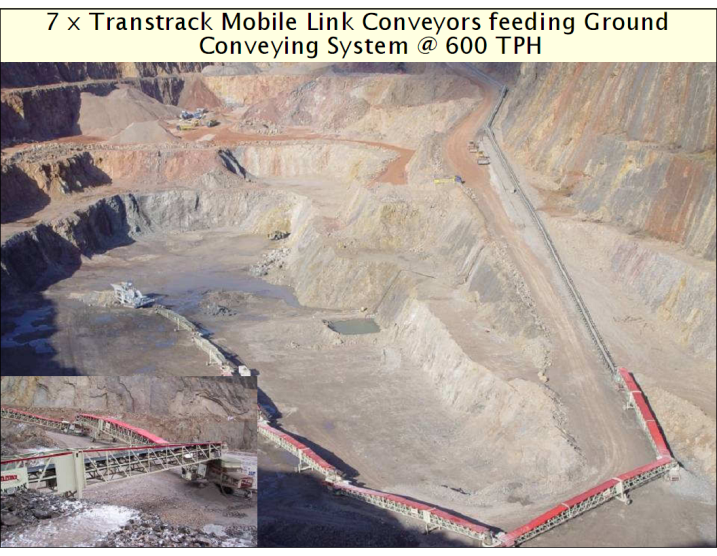 7 x Transtrack Mobile Link Conveyors feeding Ground
Conveying System @ 600 TPH